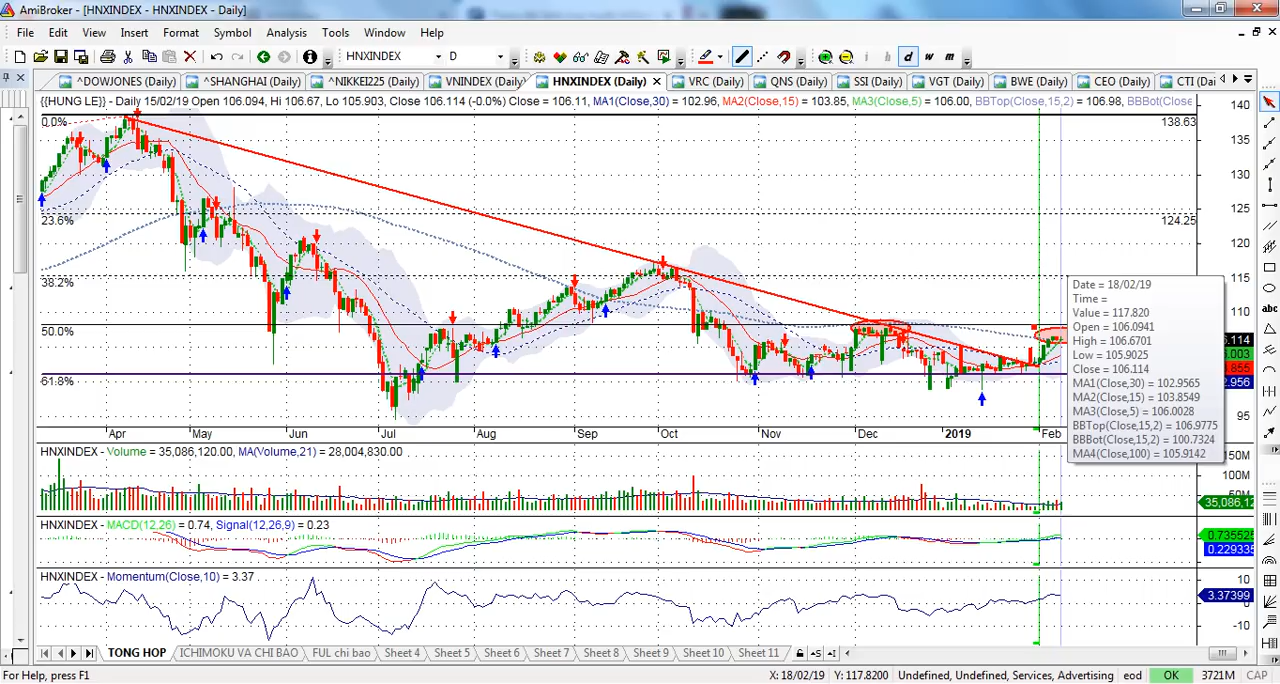 AmiBroker - [HNXINDEX - Daily]
File Edit View Insert Format Symbol Analysis Tools Window Help
HNXINDEX D d w m
^DOWJONES (Daily) ^SHANGHAI (Daily) ^NIKKEI225 (Daily) VNINDEX (Daily) HNXINDEX (Daily) VRC (Daily) QNS (Daily) SSI (Daily) VGT (Daily) BWE (Daily) CEO (Daily) CTI (Da
{{HUNG LE}} - Daily 15/02/19 Open: 106.094, Hi 106.67, Lo 105.903, Close 106.114 (-0.0%) Close = 106.11, MA1(Close,30) = 102.96, MA2(Close,15) = 103.85, MA3(Close,5) = 106.00, BBTop(Close,15,2) = 106.98, BBBot(Close
140
0.0% 138.63
135
130
125
23.6% 124.25
120
38.2% 115
110
50.0%
6.114
6.003
.855
2.956
61.8%
95
Date = 18/02/19
Time =
Value = 117.820
Open = 106.0941
High = 106.6701
Low = 105.9025
Close = 106.114
MA1(Close,30) = 102.9565
MA2(Close,15) = 103.8549
MA3(Close,5) = 106.0028
BBTop(Close,15,2) = 106.9775
BBBot(Close,15,2) = 100.7324
MA4(Close,100) = 105.9142
Apr May Jun Jul Aug Sep Oct Nov Dec 2019 Feb
HNXINDEX - Volume = 35,086,120.00, MA(Volume,21) = 28,004,830.00
150M
100M
50M
35,086,12
HNXINDEX - MACD(12,26) = 0.74, Signal(12,26,9) = 0.23
0.735525
0.229335
HNXINDEX - Momentum(Close,10) = 3.37
10
3.37399
0
-10
TONG HOP ICHIMOKU VA CHI BAO FUL chi bao Sheet 4 Sheet 5 Sheet 6 Sheet 7 Sheet 8 Sheet 9 Sheet 10 Sheet 11
For Help, press F1 X: 18/02/19 Y: 117.8200 Undefined, Undefined, Services, Advertising eod OK 3721M CAP